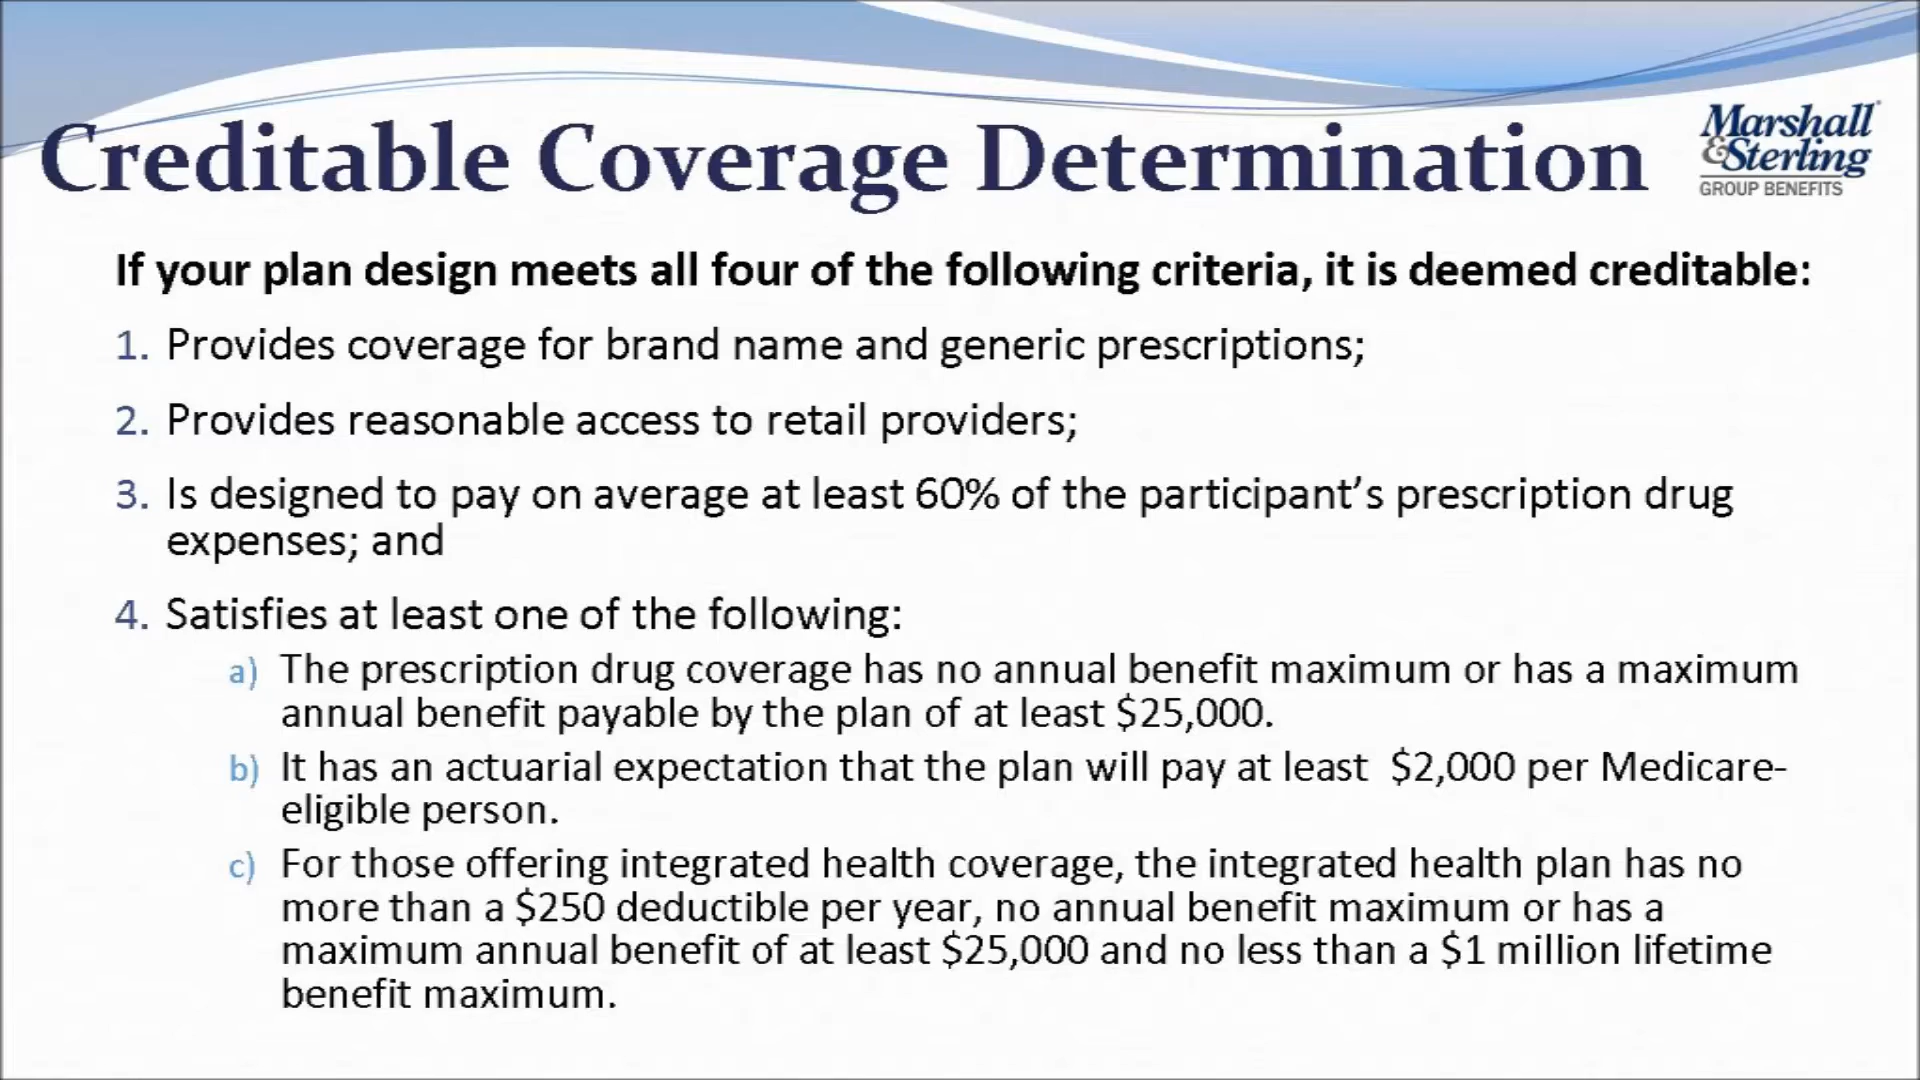 Creditable Coverage Determination
Marshall
&Sterling
GROUP BENEFITS
If your plan design meets all four of the following criteria, it is deemed creditable:
1. Provides coverage for brand name and generic prescriptions;
2. Provides reasonable access to retail providers;
3. Is designed to pay on average at least 60% of the participant’s prescription drug
expenses; and
4. Satisfies at least one of the following:
a) The prescription drug coverage has no annual benefit maximum or has a maximum
annual benefit payable by the plan of at least $25,000.
b) It has an actuarial expectation that the plan will pay at least $2,000 per Medicare-
eligible person.
c) For those offering integrated health coverage, the integrated health plan has no
more than a $250 deductible per year, no annual benefit maximum or has a
maximum annual benefit of at least $25,000 and no less than a $1 million lifetime
benefit maximum.